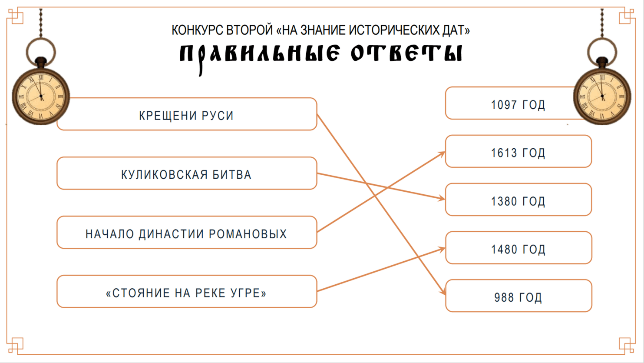 КОНКУРС ВТОРОЙ «НА ЗНАНИЕ ИСТОРИЧЕСКИХ ДАТ»
ПРАВИЛЬНЫЕ ОТВЕТЫ
КРЕЩЕНИ РУСИ
КУЛИКОВСКАЯ БИТВА
НАЧАЛО ДИНАСТИИ РОМАНОВЫХ
«СТОЯНИЕ НА РЕКЕ УГРЕ»
1097 ГОД
1613 ГОД
1380 ГОД
1480 ГОД
988 ГОД